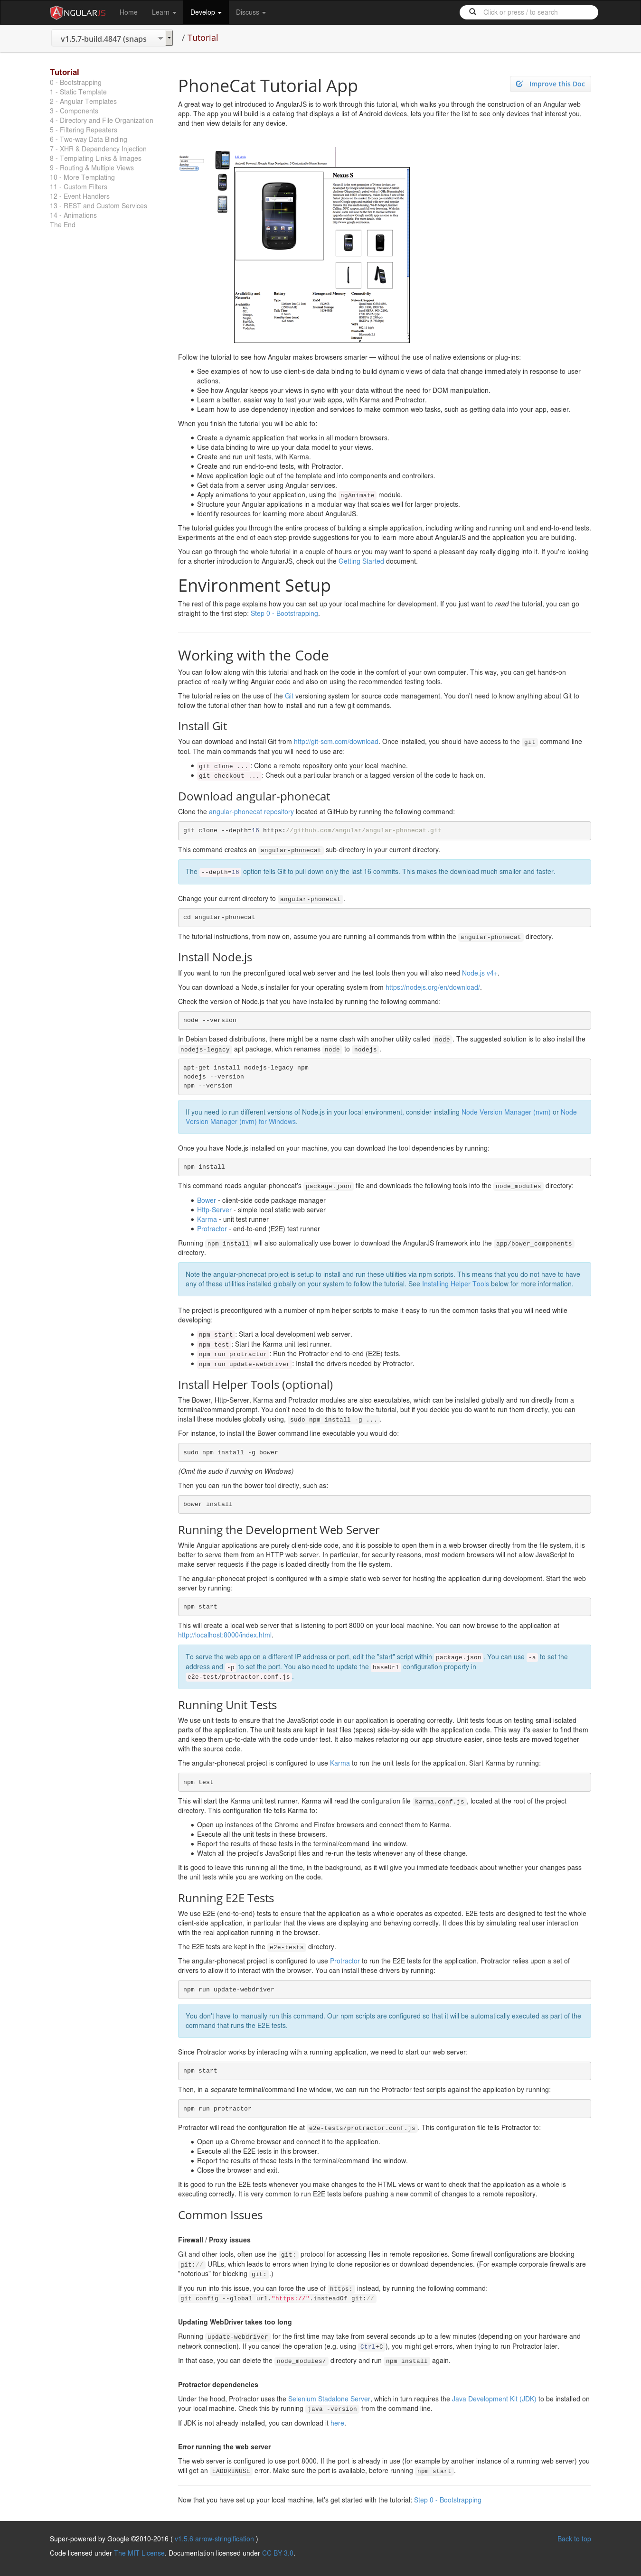 ANGULARJS
Home
Learn
Develop
Discuss
Click or press / to search
v1.5.7-build.4847 (snaps
/ Tutorial
Tutorial
0 - Bootstrapping
1 - Static Template
2 - Angular Templates
3 - Components
4 - Directory and File Organization
5 - Filtering Repeaters
6 - Two-way Data Binding
7 - XHR & Dependency Injection
8 - Templating Links & Images
9 - Routing & Multiple Views
10 - More Templating
11 - Custom Filters
12 - Event Handlers
13 - REST and Custom Services
14 - Animations
The End
PhoneCat Tutorial App
Improve this Doc
A great way to get introduced to AngularJS is to work through this tutorial, which walks you through the construction of an Angular web
app. The app you will build is a catalog that displays a list of Android devices, lets you filter the list to see only devices that interest you,
and then view details for any device.
Nexus S
Follow the tutorial to see how Angular makes browsers smarter — without the use of native extensions or plug-ins:
See examples of how to use client-side data binding to build dynamic views of data that change immediately in response to user
actions.
See how Angular keeps your views in sync with your data without the need for DOM manipulation.
Learn a better, easier way to test your web apps, with Karma and Protractor.
Learn how to use dependency injection and services to make common web tasks, such as getting data into your app, easier.
When you finish the tutorial you will be able to:
Create a dynamic application that works in all modern browsers.
Use data binding to wire up your data model to your views.
Create and run unit tests, with Karma.
Create and run end-to-end tests, with Protractor.
Move application logic out of the template and into components and controllers.
Get data from a server using Angular services.
Apply animations to your application, using the ngAnimate module.
Structure your Angular applications in a modular way that scales well for larger projects.
Identify resources for learning more about AngularJS.
The tutorial guides you through the entire process of building a simple application, including writing and running unit and end-to-end tests.
Experiments at the end of each step provide suggestions for you to learn more about AngularJS and the application you are building.
You can go through the whole tutorial in a couple of hours or you may want to spend a pleasant day really digging into it. If you're looking
for a shorter introduction to AngularJS, check out the Getting Started document.
Environment Setup
The rest of this page explains how you can set up your local machine for development. If you just want to read the tutorial, you can go
straight to the first step: Step 0 - Bootstrapping.
Working with the Code
You can follow along with this tutorial and hack on the code in the comfort of your own computer. This way, you can get hands-on
practice of really writing Angular code and also on using the recommended testing tools.
The tutorial relies on the use of the Git versioning system for source code management. You don't need to know anything about Git to
follow the tutorial other than how to install and run a few git commands.
Install Git
You can download and install Git from http://git-scm.com/download. Once installed, you should have access to the git command line
tool. The main commands that you will need to use are:
git clone ... : Clone a remote repository onto your local machine.
git checkout ... : Check out a particular branch or a tagged version of the code to hack on.
Download angular-phonecat
Clone the angular-phonecat repository located at GitHub by running the following command:
git clone --depth=16 https://github.com/angular/angular-phonecat.git
This command creates an angular-phonecat sub-directory in your current directory.
The --depth=16 option tells Git to pull down only the last 16 commits. This makes the download much smaller and faster.
Change your current directory to angular-phonecat.
cd angular-phonecat
The tutorial instructions, from now on, assume you are running all commands from within the angular-phonecat directory.
Install Node.js
If you want to run the preconfigured local web server and the test tools then you will also need Node.js v4+.
You can download a Node.js installer for your operating system from https://nodejs.org/en/download/.
Check the version of Node.js that you have installed by running the following command:
node --version
In Debian based distributions, there might be a name clash with another utility called node. The suggested solution is to also install the
nodejs-legacy apt package, which renames node to nodejs.
apt-get install nodejs-legacy npm
nodejs --version
npm --version
If you need to run different versions of Node.js in your local environment, consider installing Node Version Manager (nvm) or Node
Version Manager (nvm) for Windows.
Once you have Node.js installed on your machine, you can download the tool dependencies by running:
npm install
This command reads angular-phonecat's package.json file and downloads the following tools into the node_modules directory:
Bower - client-side code package manager
Http-Server - simple local static web server
Karma - unit test runner
Protractor - end-to-end (E2E) test runner
Running npm install will also automatically use bower to download the AngularJS framework into the app/bower_components
directory.
Note the angular-phonecat project is setup to install and run these utilities via npm scripts. This means that you do not have to have
any of these utilities installed globally on your system to follow the tutorial. See Installing Helper Tools below for more information.
The project is preconfigured with a number of npm helper scripts to make it easy to run the common tasks that you will need while
developing:
npm start : Start a local development web server.
npm test : Start the Karma unit test runner.
npm run protractor : Run the Protractor end-to-end (E2E) tests.
npm run update-webdriver : Install the drivers needed by Protractor.
Install Helper Tools (optional)
The Bower, Http-Server, Karma and Protractor modules are also executables, which can be installed globally and run directly from a
terminal/command prompt. You don't need to do this to follow the tutorial, but if you decide you do want to run them directly, you can
install these modules globally using, sudo npm install -g ....
For instance, to install the Bower command line executable you would do:
sudo npm install -g bower
(Omit the sudo if running on Windows)
Then you can run the bower tool directly, such as:
bower install
Running the Development Web Server
While Angular applications are purely client-side code, and it is possible to open them in a web browser directly from the file system, it is
better to serve them from an HTTP web server. In particular, for security reasons, most modern browsers will not allow JavaScript to
make server requests if the page is loaded directly from the file system.
The angular-phonecat project is configured with a simple static web server for hosting the application during development. Start the web
server by running:
npm start
This will create a local web server that is listening to port 8000 on your local machine. You can now browse to the application at
http://localhost:8000/index.html.
To serve the web app on a different IP address or port, edit the "start" script within package.json. You can use -a to set the
address and -p to set the port. You also need to update the baseUrl configuration property in
e2e-test/protractor.conf.js.
Running Unit Tests
We use unit tests to ensure that the JavaScript code in our application is operating correctly. Unit tests focus on testing small isolated
parts of the application. The unit tests are kept in test files (specs) side-by-side with the application code. This way it's easier to find them
and keep them up-to-date with the code under test. It also makes refactoring our app structure easier, since tests are moved together
with the source code.
The angular-phonecat project is configured to use Karma to run the unit tests for the application. Start Karma by running:
npm test
This will start the Karma unit test runner. Karma will read the configuration file karma.conf.js, located at the root of the project
directory. This configuration file tells Karma to:
Open up instances of the Chrome and Firefox browsers and connect them to Karma.
Execute all the unit tests in these browsers.
Report the results of these tests in the terminal/command line window.
Watch all the project's JavaScript files and re-run the tests whenever any of these change.
It is good to leave this running all the time, in the background, as it will give you immediate feedback about whether your changes pass
the unit tests while you are working on the code.
Running E2E Tests
We use E2E (end-to-end) tests to ensure that the application as a whole operates as expected. E2E tests are designed to test the whole
client-side application, in particular that the views are displaying and behaving correctly. It does this by simulating real user interaction
with the real application running in the browser.
The E2E tests are kept in the e2e-tests directory.
The angular-phonecat project is configured to use Protractor to run the E2E tests for the application. Protractor relies upon a set of
drivers to allow it to interact with the browser. You can install these drivers by running:
npm run update-webdriver
You don't have to manually run this command. Our npm scripts are configured so that it will be automatically executed as part of the
command that runs the E2E tests.
Since Protractor works by interacting with a running application, we need to start our web server:
npm start
Then, in a separate terminal/command line window, we can run the Protractor test scripts against the application by running:
npm run protractor
Protractor will read the configuration file at e2e-tests/protractor.conf.js. This configuration file tells Protractor to:
Open up a Chrome browser and connect it to the application.
Execute all the E2E tests in this browser.
Report the results of these tests in the terminal/command line window.
Close the browser and exit.
It is good to run the E2E tests whenever you make changes to the HTML views or want to check that the application as a whole is
executing correctly. It is very common to run E2E tests before pushing a new commit of changes to a remote repository.
Common Issues
Firewall / Proxy issues
Git and other tools, often use the git: protocol for accessing files in remote repositories. Some firewall configurations are blocking
git:// URLs, which leads to errors when trying to clone repositories or download dependencies. (For example corporate firewalls are
"notorious" for blocking git:.)
If you run into this issue, you can force the use of https: instead, by running the following command:
git config --global url."https://".insteadOf git://
Updating WebDriver takes too long
Running update-webdriver for the first time may take from several seconds up to a few minutes (depending on your hardware and
network connection). If you cancel the operation (e.g. using Ctrl+C), you might get errors, when trying to run Protractor later.
In that case, you can delete the node_modules/ directory and run npm install again.
Protractor dependencies
Under the hood, Protractor uses the Selenium Stadalone Server, which in turn requires the Java Development Kit (JDK) to be installed on
your local machine. Check this by running java -version from the command line.
If JDK is not already installed, you can download it here.
Error running the web server
The web server is configured to use port 8000. If the port is already in use (for example by another instance of a running web server) you
will get an EADDRINUSE error. Make sure the port is available, before running npm start.
Now that you have set up your local machine, let's get started with the tutorial: Step 0 - Bootstrapping
Super-powered by Google ©2010-2016 ( v1.5.6 arrow-stringification )
Back to top
Code licensed under The MIT License. Documentation licensed under CC BY 3.0.